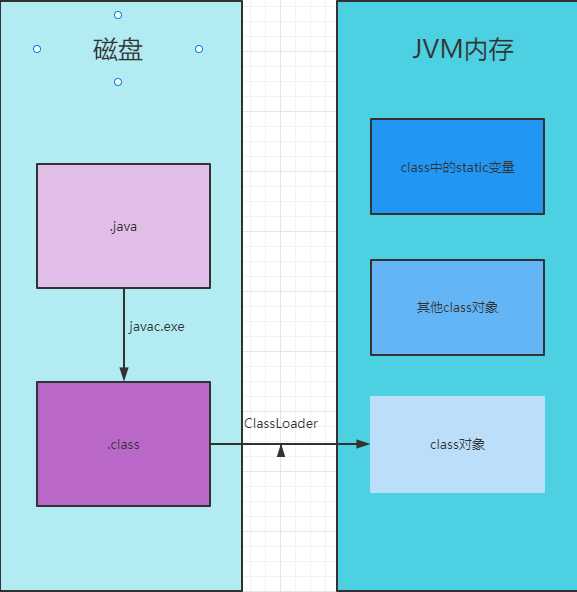 磁盘
JVM内存
class中的static变量
.java
其他class对象
javac.exe
ClassLoader
.class
class对象